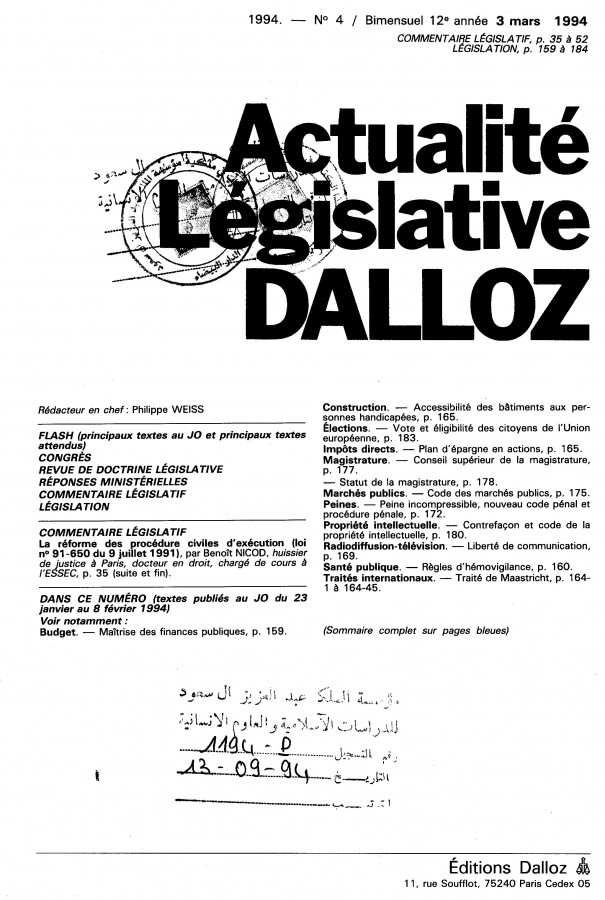 1994. — Nº 4 / Bimensuel 12e année 3 mars 1994
COMMENTAIRE LÉGISLATIF, p. 35 à 52
LÉGISLATION, p. 159 à 184
Actualité
Législative
DALLOZ
Rédacteur en chef : Philippe WEISS
FLASH (principaux textes au JO et principaux textes
attendus)
CONGRÈS
REVUE DE DOCTRINE LÉGISLATIVE
RÉPONSES MINISTÉRIELLES
COMMENTAIRE LÉGISLATIF
LÉGISLATION
COMMENTAIRE LÉGISLATIF
La réforme des procédure civiles d'exécution (loi
nº 91-650 du 9 juillet 1991), par Benoît NICOD, huissier
de justice à Paris, docteur en droit, chargé de cours à
l'ESSEC, p. 35 (suite et fin).
DANS CE NUMÉRO (textes publiés au JO du 23
janvier au 8 février 1994)
Voir notamment :
Budget. — Maîtrise des finances publiques, p. 159.
Construction. — Accessibilité des bâtiments aux per-
sonnes handicapées, p. 165.
Élections. — Vote et éligibilité des citoyens de l'Union
européenne, p. 183.
Impôts directs. — Plan d'épargne en actions, p. 165.
Magistrature. — Conseil supérieur de la magistrature,
p. 177.
— Statut de la magistrature, p. 178.
Marchés publics. — Code des marchés publics, p. 175.
Peines. — Peine incompressible, nouveau code pénal et
procédure pénale, p. 172.
Propriété intellectuelle. — Contrefaçon et code de la
propriété intellectuelle, p. 180.
Radiodiffusion-télévision. — Liberté de communication,
p. 169.
Santé publique. — Règles d'hémovigilance, p. 160.
Traités internationaux. — Traité de Maastricht, p. 164-
1 à 164-45.
(Sommaire complet sur pages bleues)
مؤسسة الملك عبد العزيز ال سعود
للدراسات الاسلامية والعلوم الانسانية
رقم التسجيل 1194 - P
التاريخ 13-09-94
Éditions Dalloz
11, rue Soufflot, 75240 Paris Cedex 05